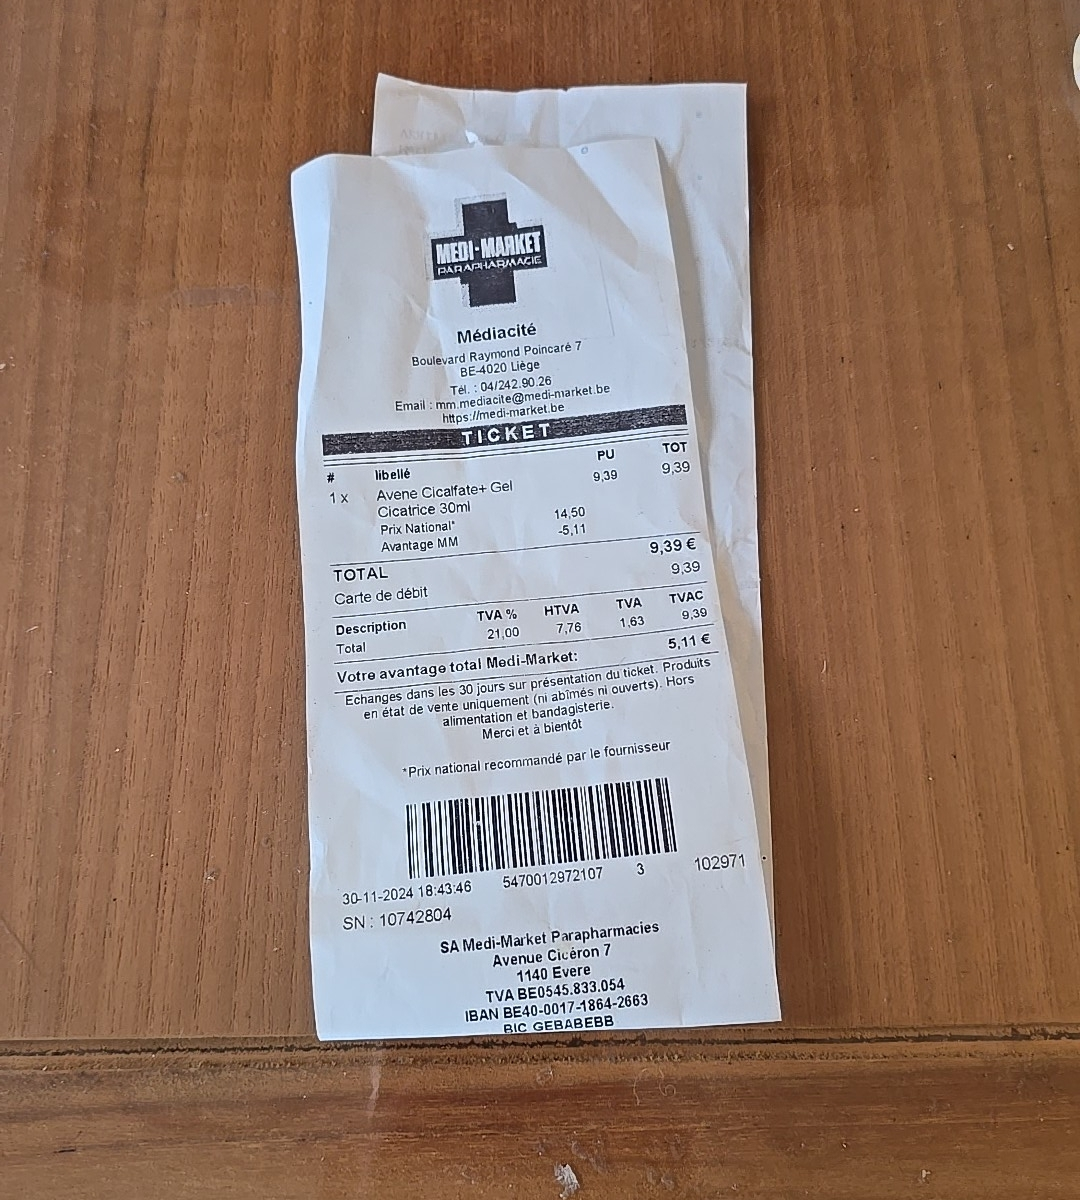 MEDI-MARKET
PARAPHARMACIE
Médiacité
Boulevard Raymond Poincaré 7
BE-4020 Liège
Tél. : 04/242.90.26
Email : mm.mediacite@medi-market.be
https://medi-market.be
TICKET
# libellé PU TOT
1 x Avene Cicalfate+ Gel 9,39 9,39
Cicatrice 30ml
Prix National* 14,50
Avantage MM -5,11
TOTAL 9,39 €
Carte de débit 9,39
Description TVA % HTVA TVA TVAC
Total 21,00 7,76 1,63 9,39
Votre avantage total Medi-Market: 5,11 €
Echanges dans les 30 jours sur présentation du ticket. Produits
en état de vente uniquement (ni abîmés ni ouverts). Hors
alimentation et bandagisterie.
Merci et à bientôt
*Prix national recommandé par le fournisseur
30-11-2024 18:43:46 5470012972107 3 102971
SN : 10742804
SA Medi-Market Parapharmacies
Avenue Cicéron 7
1140 Evere
TVA BE0545.833.054
IBAN BE40-0017-1864-2663
BIC GEBABEBB